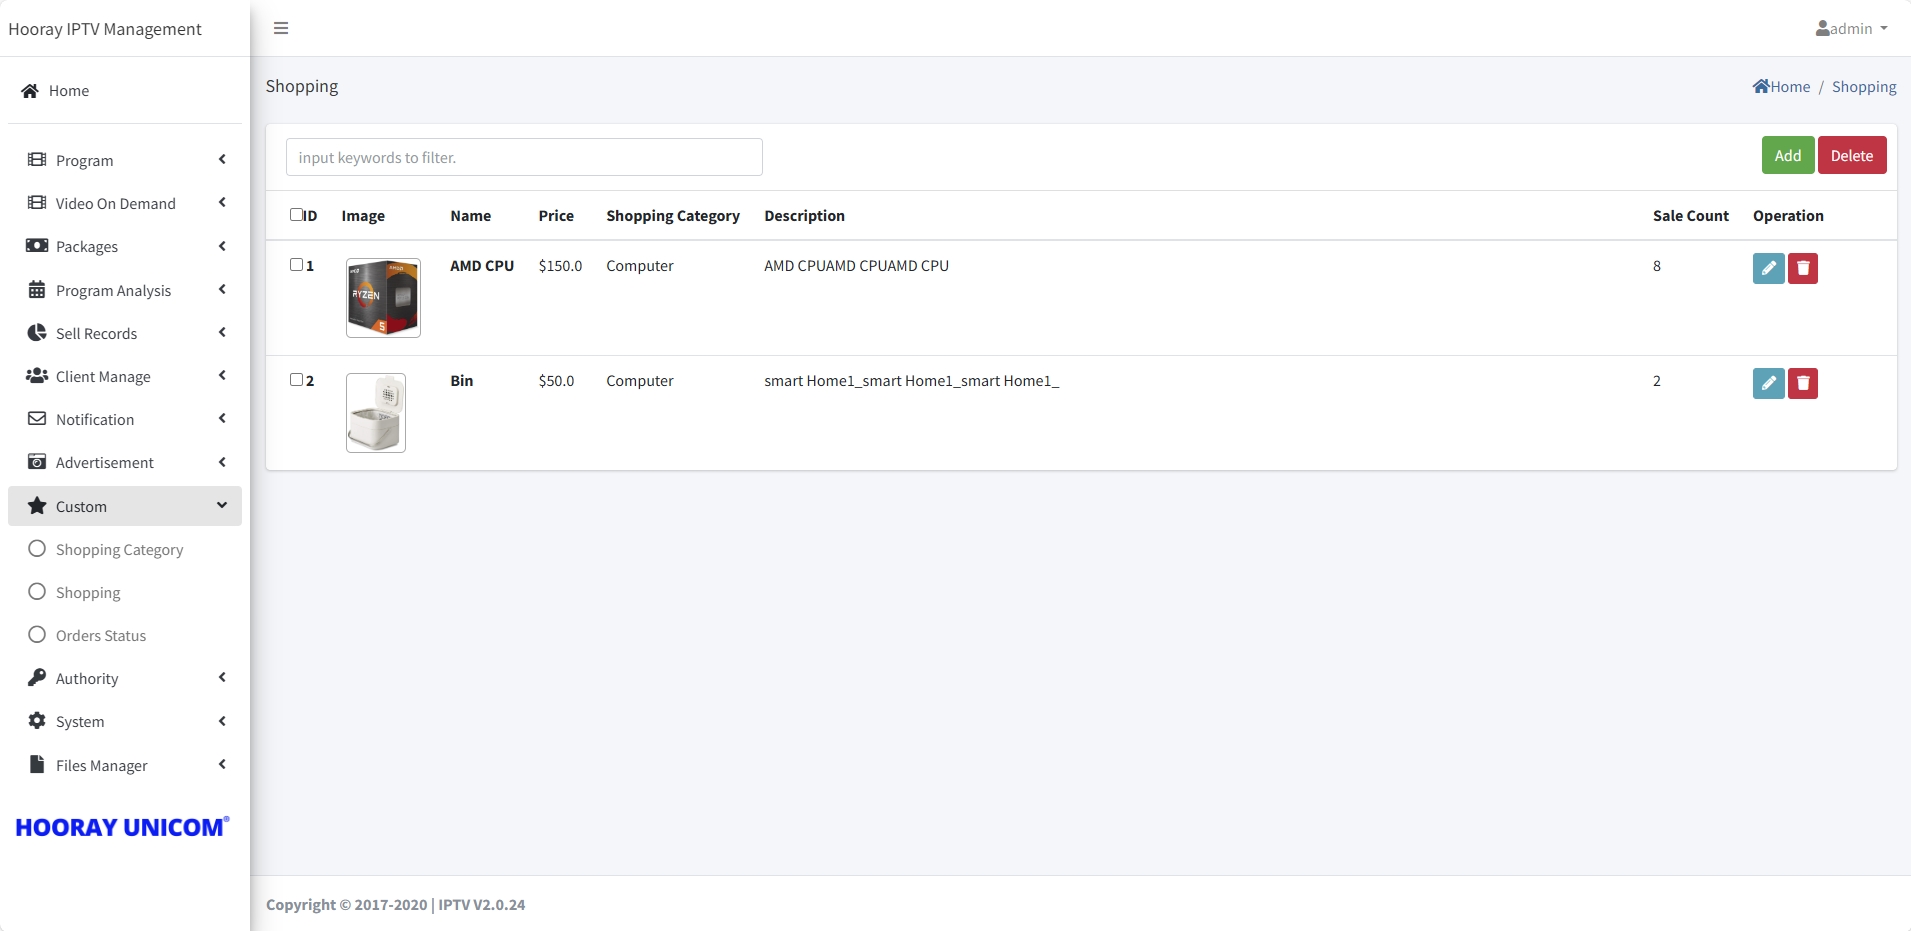 Hooray IPTV Management
admin
Home
Shopping
Home / Shopping
Program
Video On Demand
Packages
Program Analysis
Sell Records
Client Manage
Notification
Advertisement
Custom
Shopping Category
Shopping
Orders Status
Authority
System
Files Manager
HOORAY UNICOM®
input keywords to filter.
Add Delete
ID Image Name Price Shopping Category Description Sale Count Operation
1 AMD CPU $150.0 Computer AMD CPUAMD CPUAMD CPU 8
RYZEN
5
2 Bin $50.0 Computer smart Home1_smart Home1_smart Home1_ 2
Copyright © 2017-2020 | IPTV V2.0.24